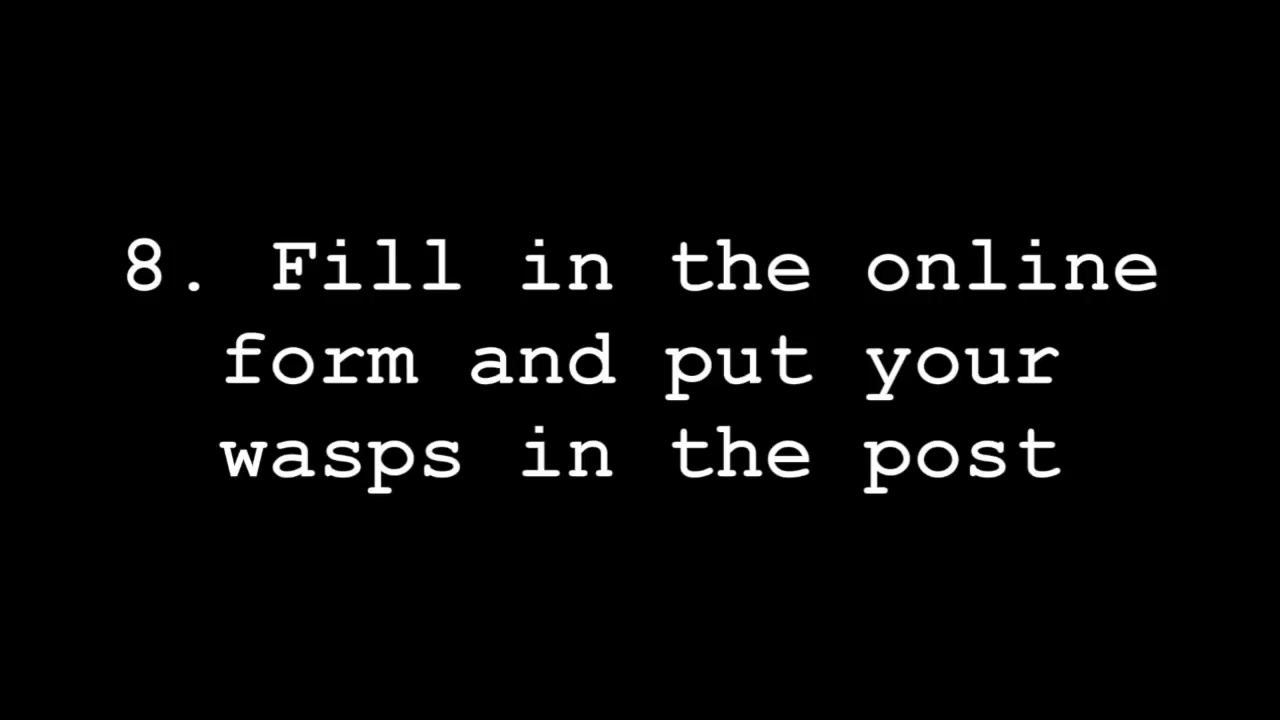 8. Fill in the online
form and put your
wasps in the post